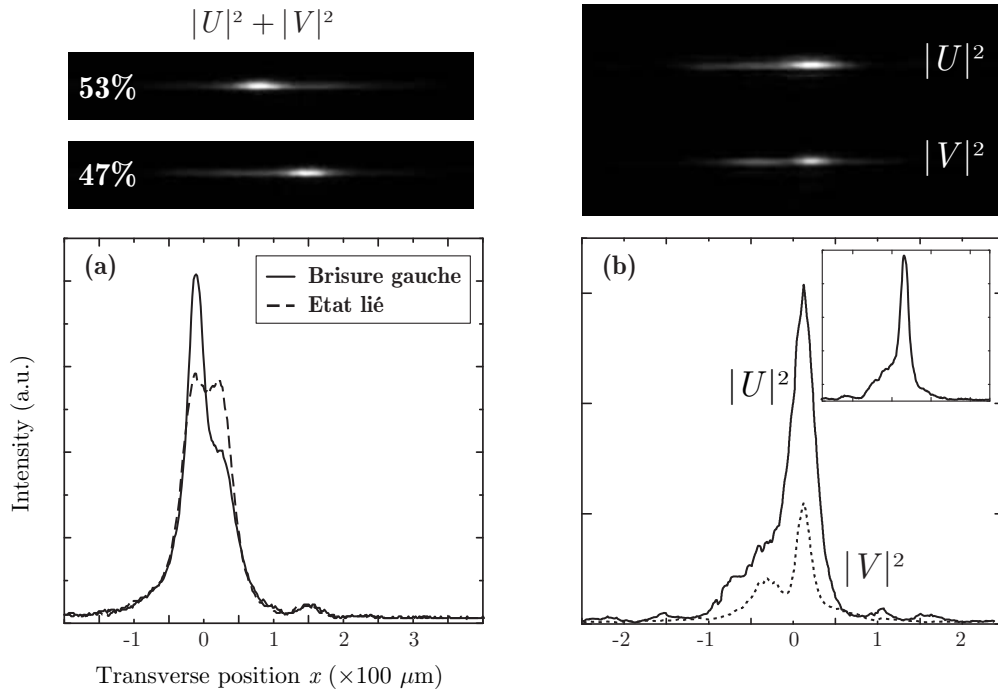 |U|² + |V|²
53%
47%
|U|²
|V|²
(a)
Brisure gauche
Etat lié
Intensity (a.u.)
-1 0 1 2 3
Transverse position x (×100 μm)
(b)
|U|²
|V|²
-2 -1 0 1 2